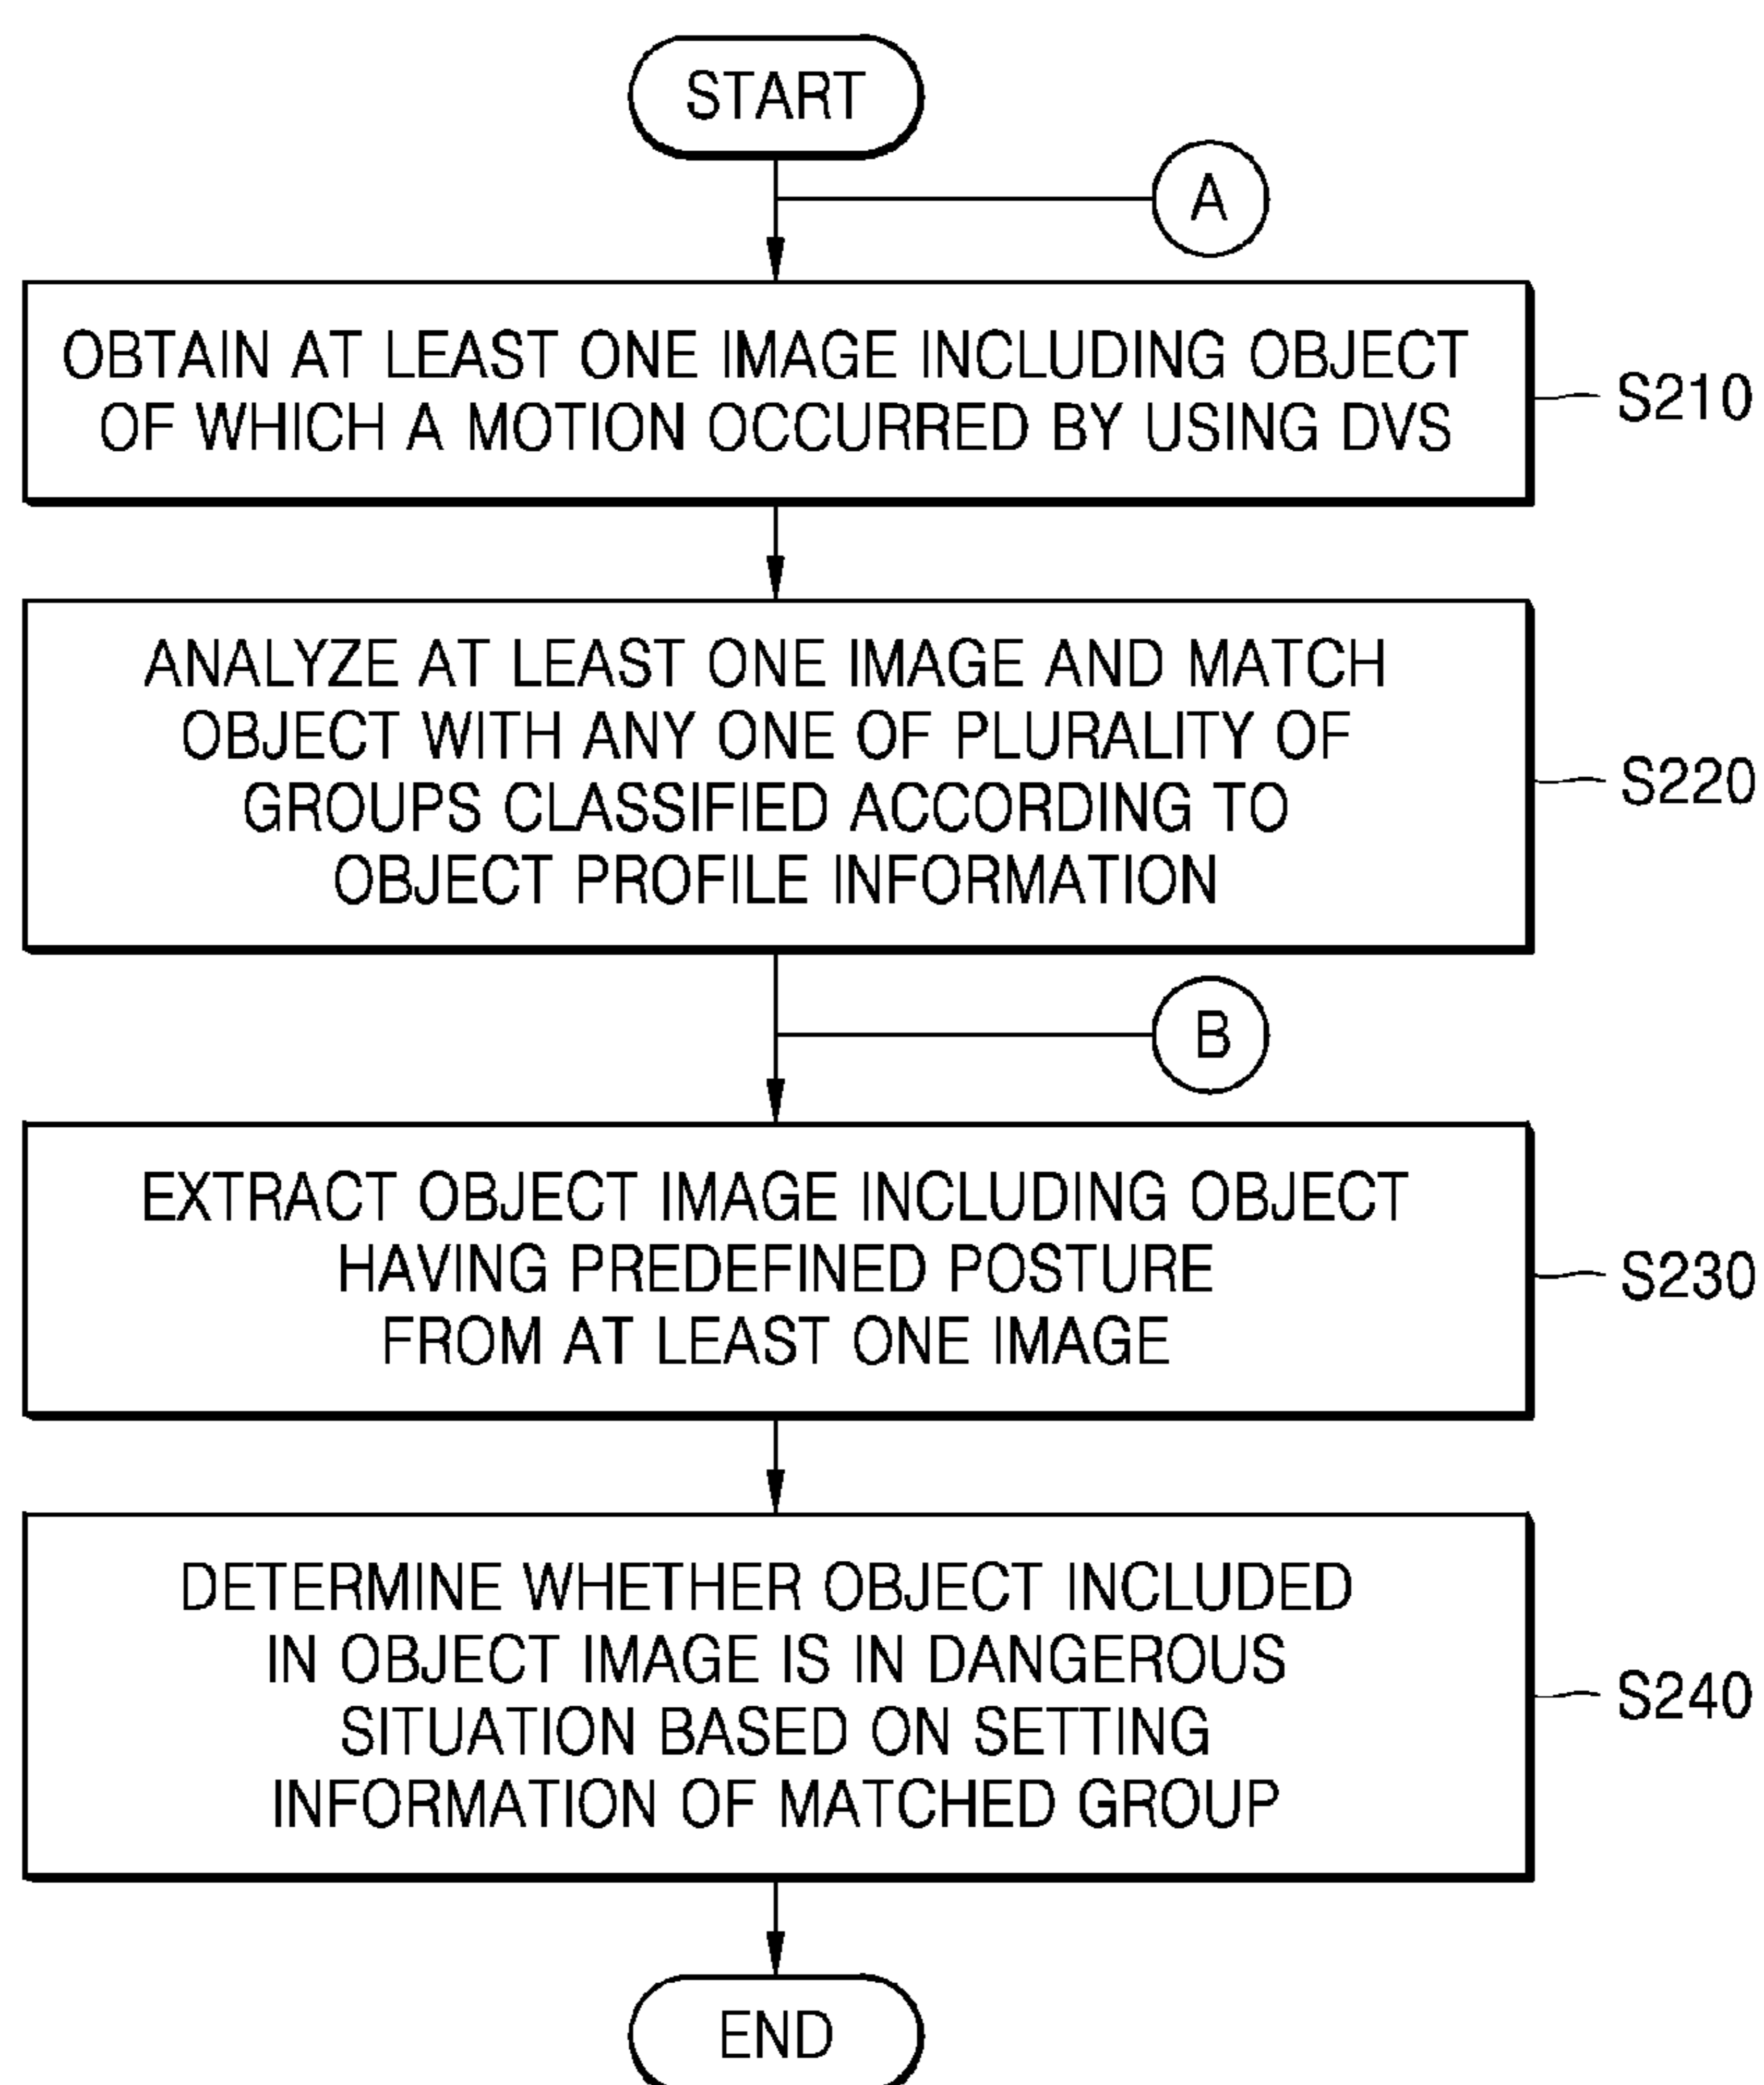 START
A
OBTAIN AT LEAST ONE IMAGE INCLUDING OBJECT
OF WHICH A MOTION OCCURRED BY USING DVS
S210
ANALYZE AT LEAST ONE IMAGE AND MATCH
OBJECT WITH ANY ONE OF PLURALITY OF
GROUPS CLASSIFIED ACCORDING TO
OBJECT PROFILE INFORMATION
S220
B
EXTRACT OBJECT IMAGE INCLUDING OBJECT
HAVING PREDEFINED POSTURE
FROM AT LEAST ONE IMAGE
S230
DETERMINE WHETHER OBJECT INCLUDED
IN OBJECT IMAGE IS IN DANGEROUS
SITUATION BASED ON SETTING
INFORMATION OF MATCHED GROUP
S240
END